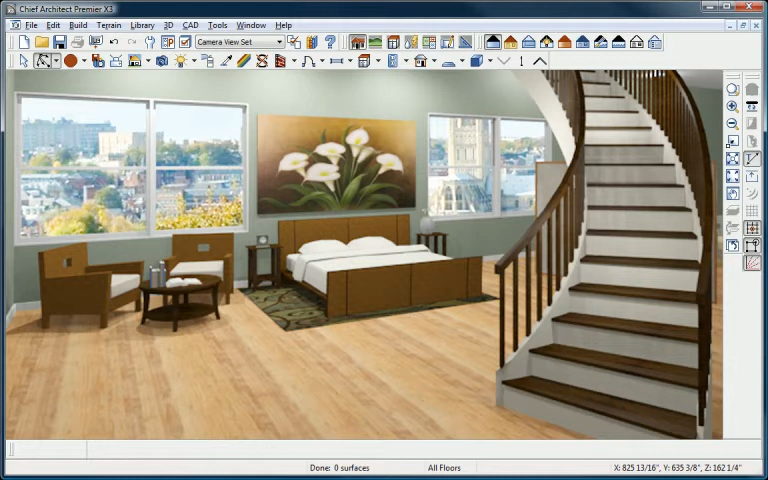 Chief Architect Premier X3
File Edit Build Terrain Library 3D CAD Tools Window Help
Camera View Set
Done: 0 surfaces All Floors X: 825 13/16", Y: 635 3/8", Z: 162 1/4"